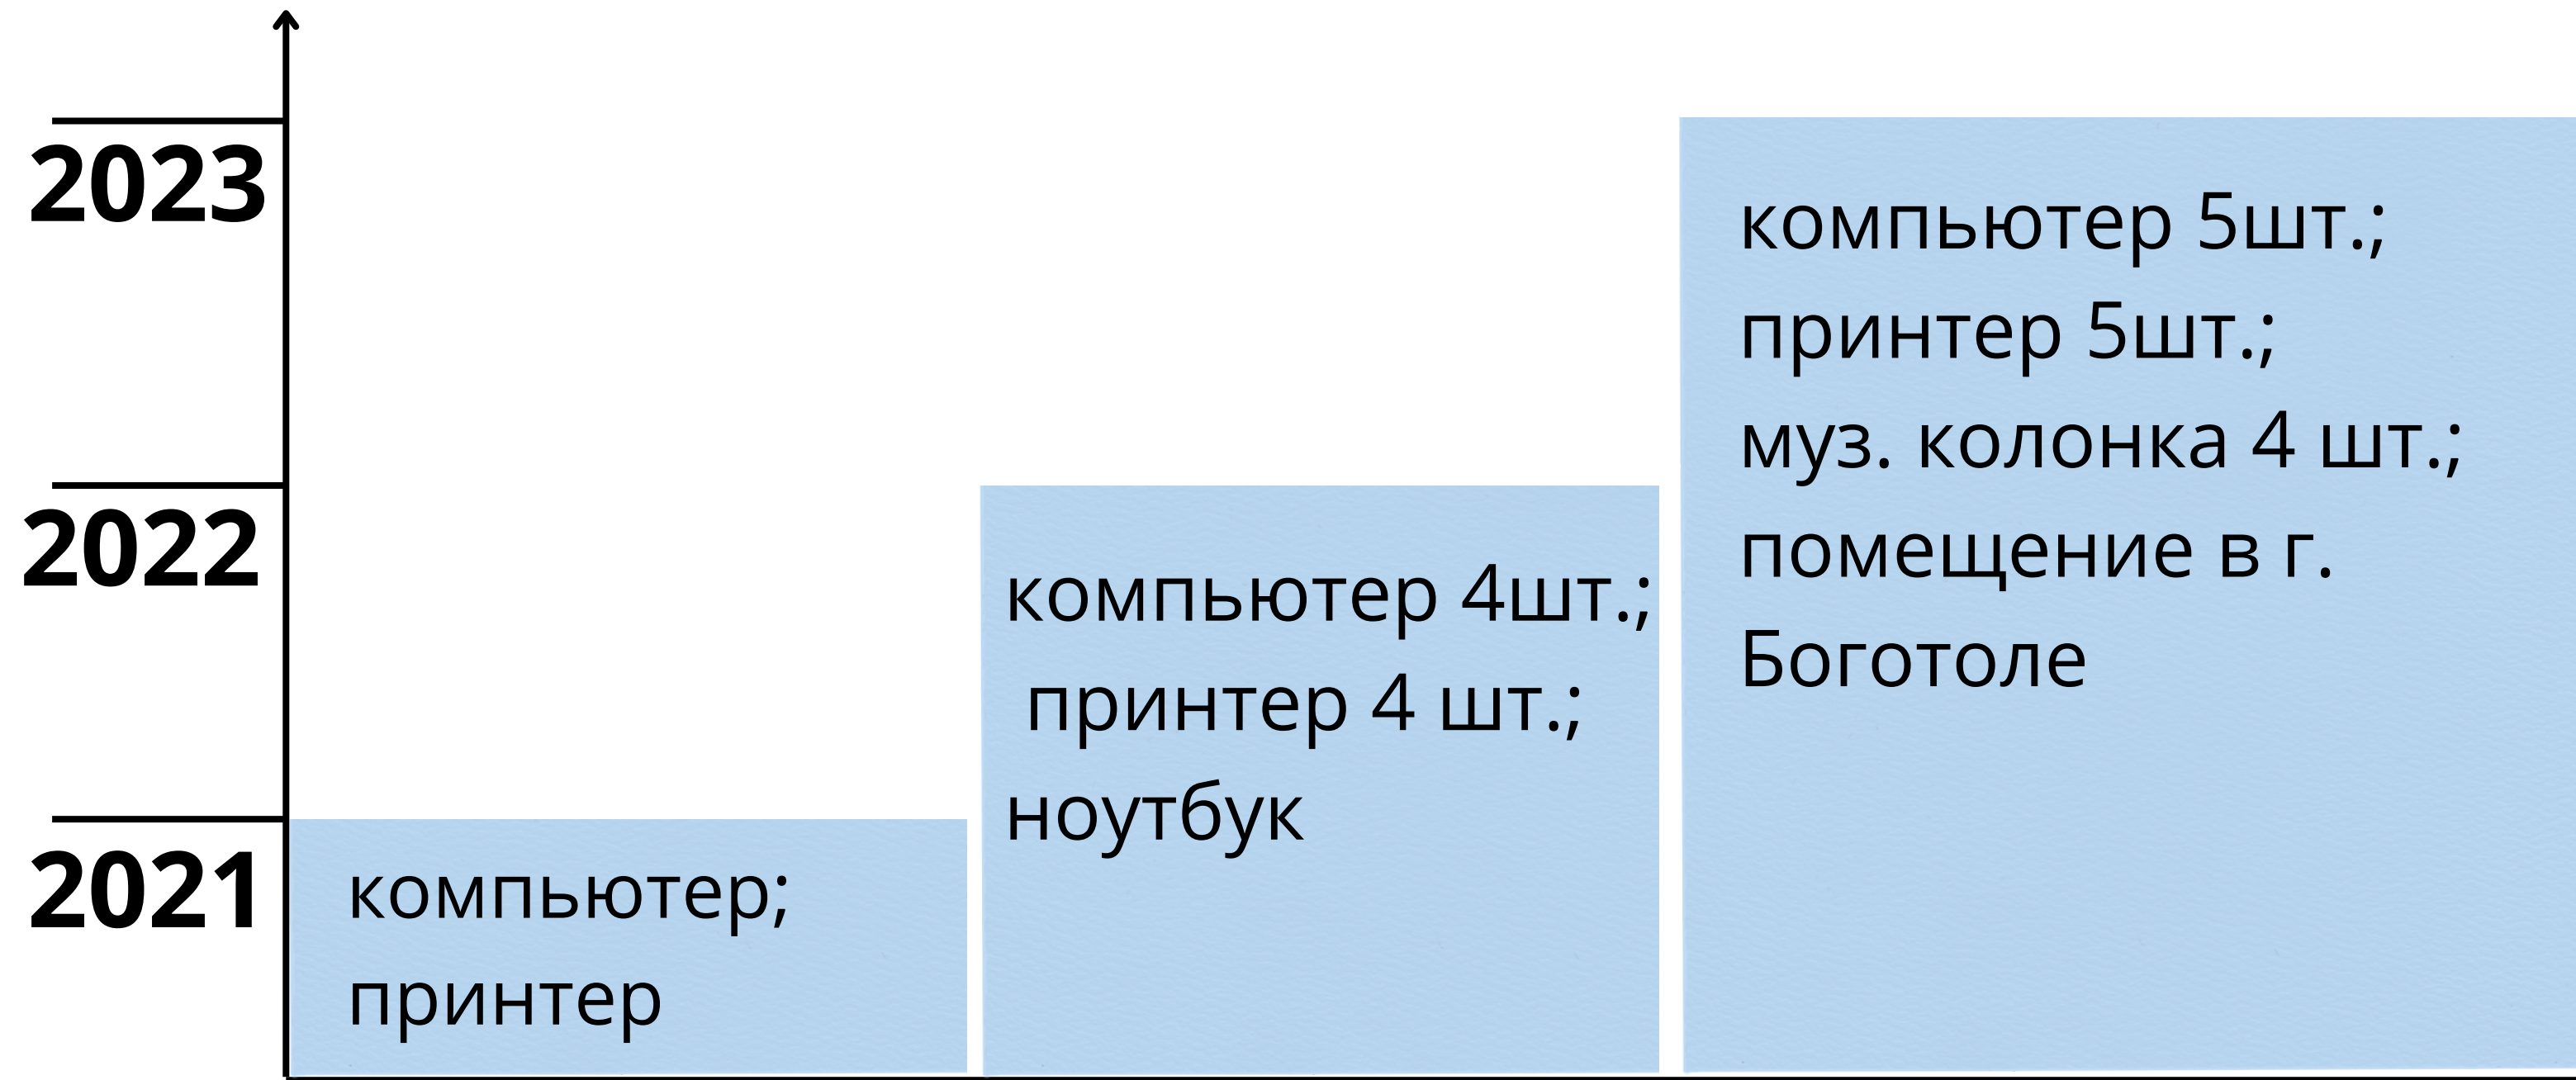 2023
компьютер 5шт.;
принтер 5шт.;
муз. колонка 4 шт.;
помещение в г.
Боготоле
2022
компьютер 4шт.;
принтер 4 шт.;
ноутбук
2021
компьютер;
принтер